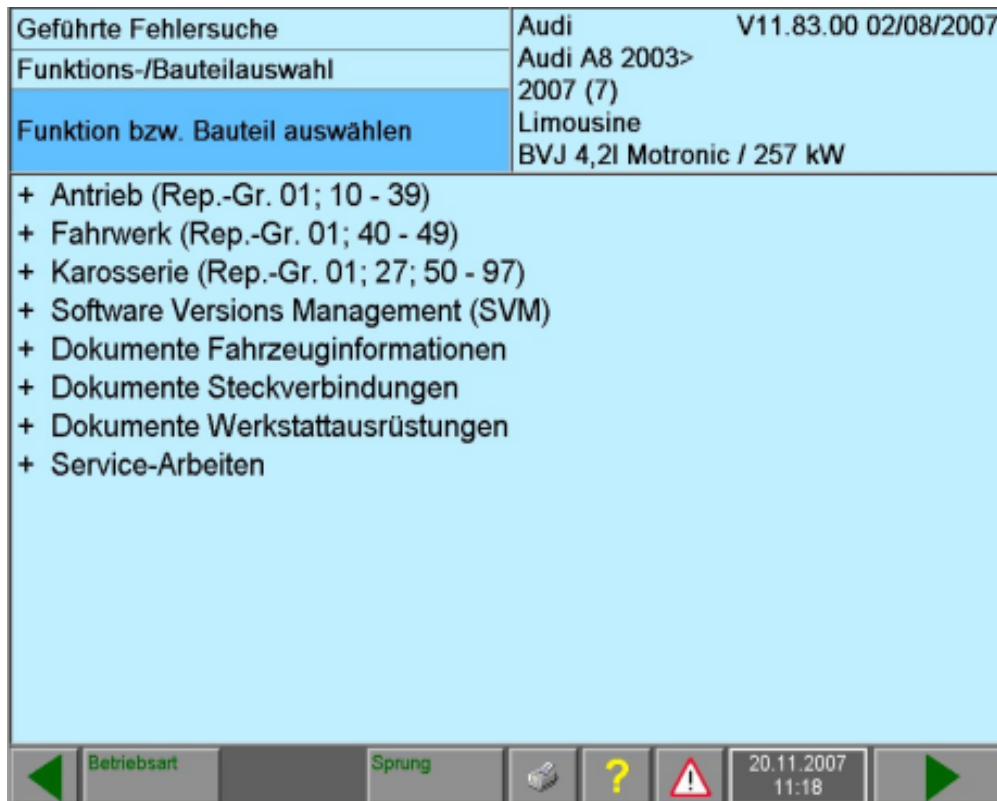 Geführte Fehlersuche
Funktions-/Bauteilauswahl
Funktion bzw. Bauteil auswählen
Audi V11.83.00 02/08/2007
Audi A8 2003>
2007 (7)
Limousine
BVJ 4,2l Motronic / 257 kW
+ Antrieb (Rep.-Gr. 01; 10 - 39)
+ Fahrwerk (Rep.-Gr. 01; 40 - 49)
+ Karosserie (Rep.-Gr. 01; 27; 50 - 97)
+ Software Versions Management (SVM)
+ Dokumente Fahrzeuginformationen
+ Dokumente Steckverbindungen
+ Dokumente Werkstattausrüstungen
+ Service-Arbeiten
Betriebsart
Sprung
?
20.11.2007
11:18